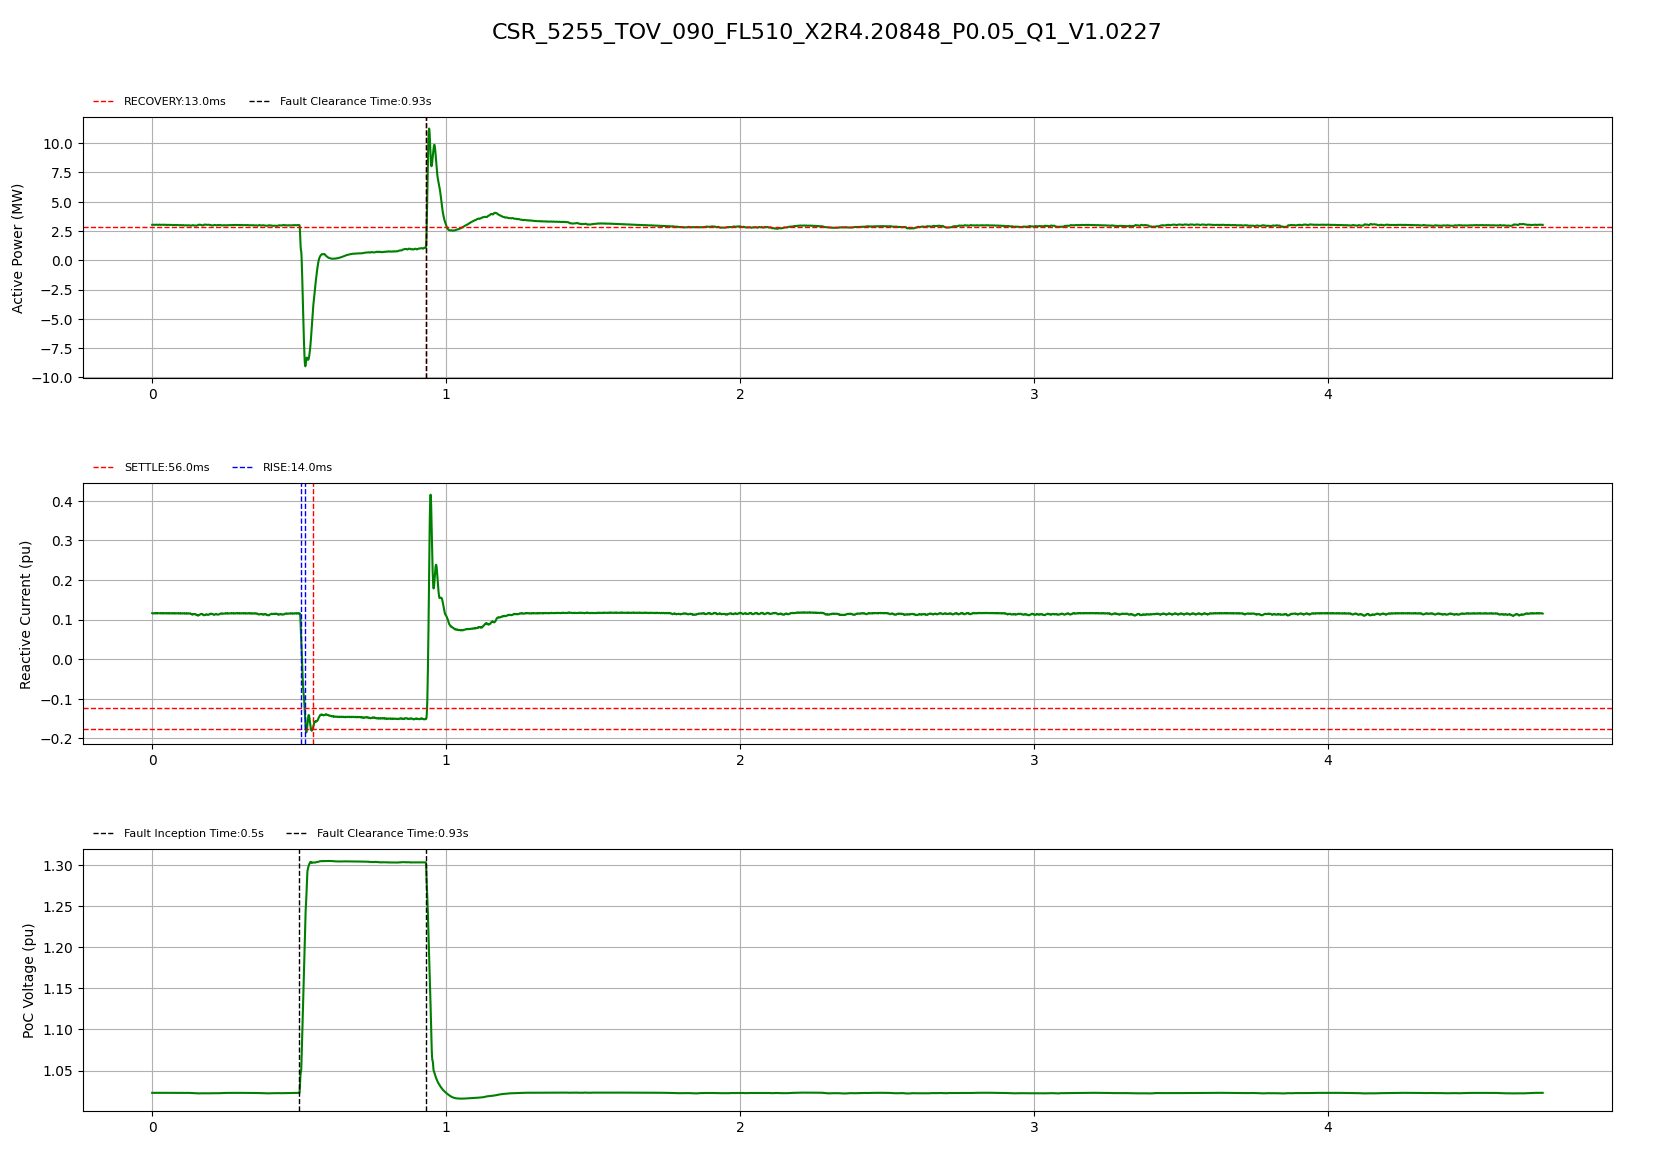 CSR_5255_TOV_090_FL510_X2R4.20848_P0.05_Q1_V1.0227
RECOVERY:13.0ms Fault Clearance Time:0.93s
Active Power (MW)
10.0
7.5
5.0
2.5
0.0
−2.5
−5.0
−7.5
−10.0
0 1 2 3 4
SETTLE:56.0ms RISE:14.0ms
Reactive Current (pu)
0.4
0.3
0.2
0.1
0.0
−0.1
−0.2
0 1 2 3 4
Fault Inception Time:0.5s Fault Clearance Time:0.93s
PoC Voltage (pu)
1.30
1.25
1.20
1.15
1.10
1.05
0 1 2 3 4